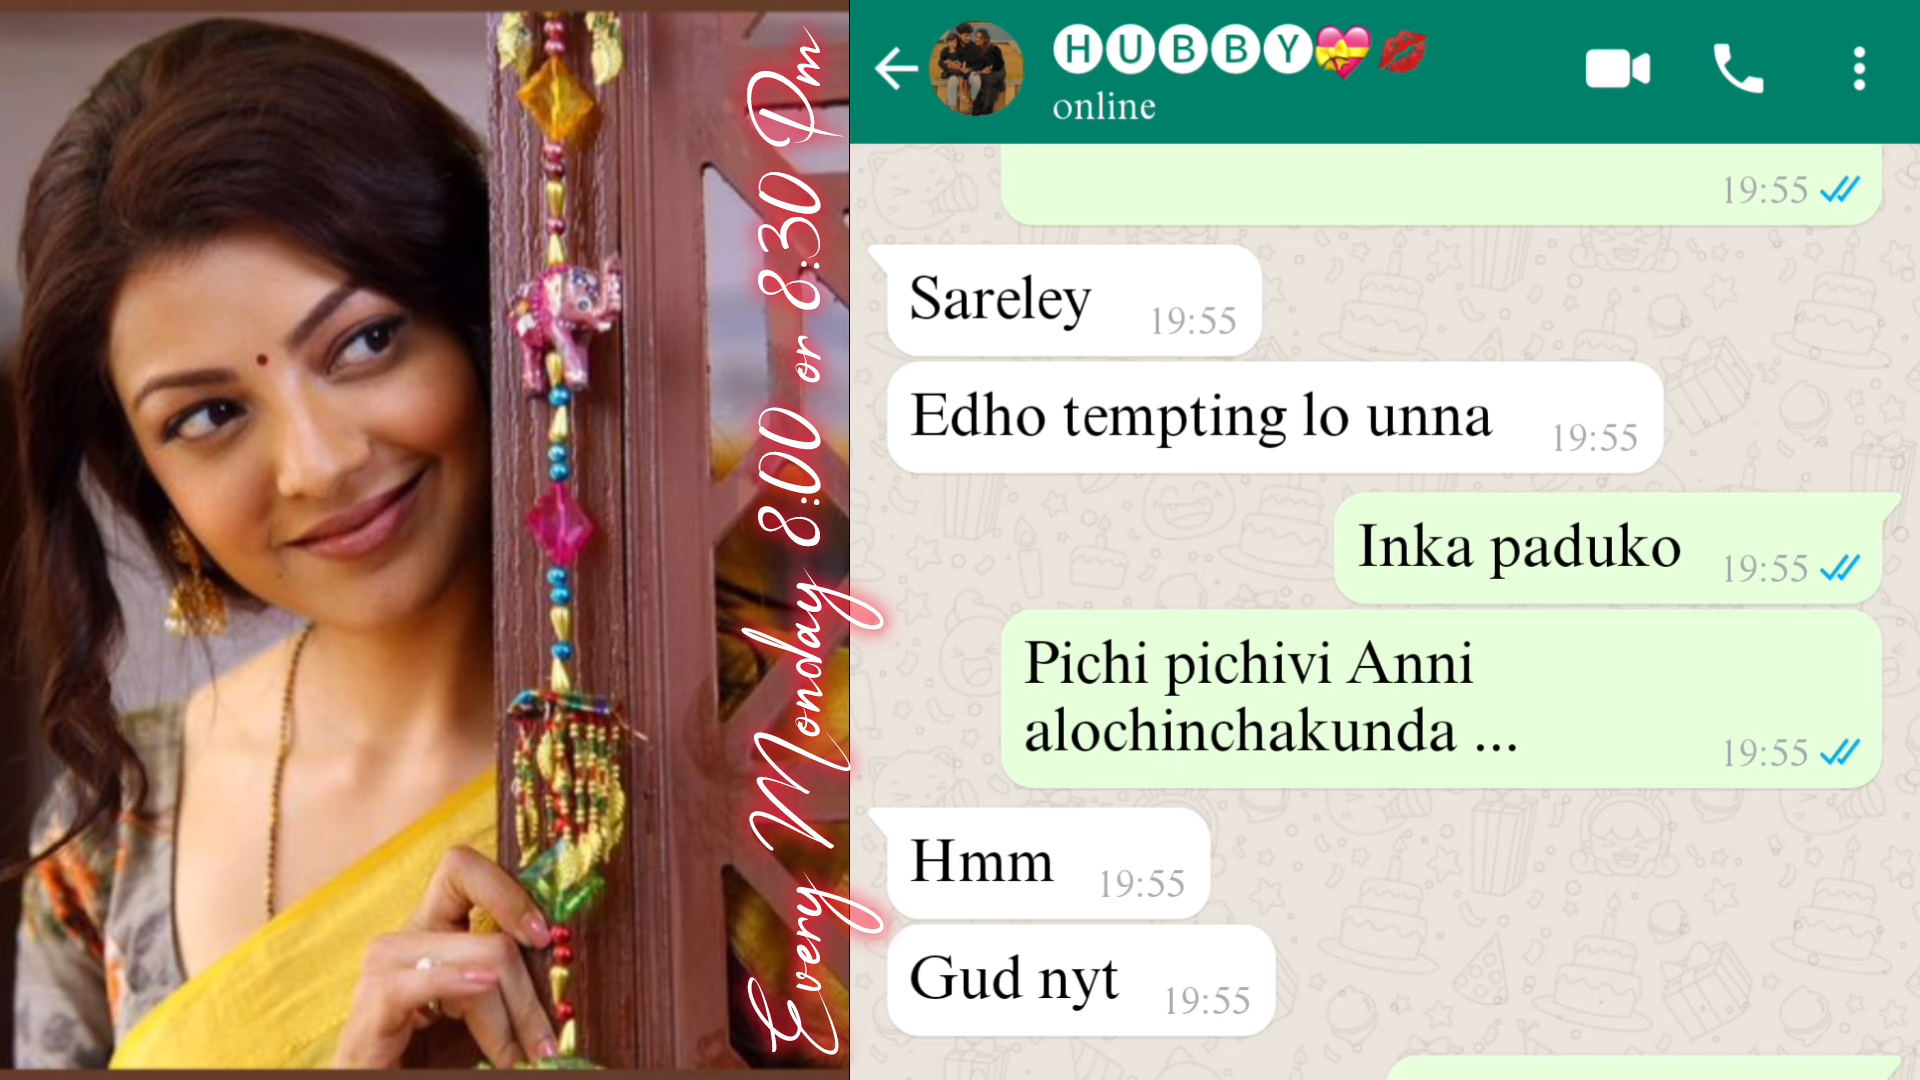 Every Monday 8:00 or 8:30 Pm
HUBBY💝💋
online
19:55
Sareley 19:55
Edho tempting lo unna 19:55
Inka paduko 19:55
Pichi pichivi Anni
alochinchakunda ... 19:55
Hmm 19:55
Gud nyt 19:55